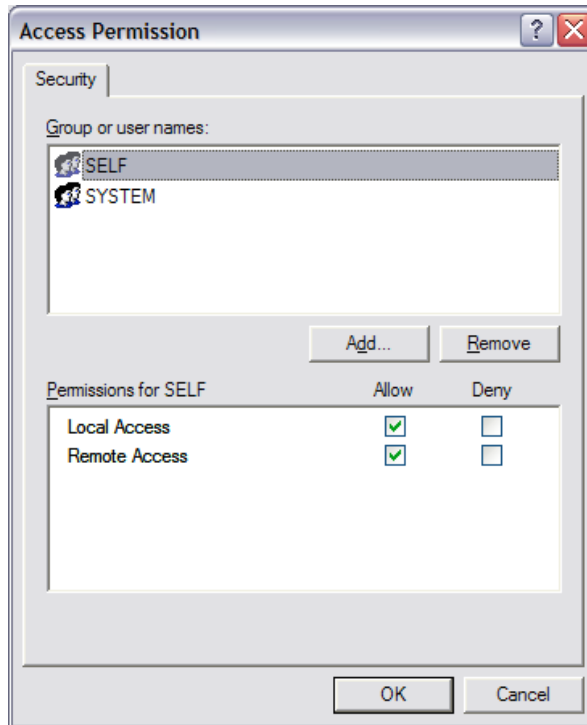 Access Permission
Security
Group or user names:
SELF
SYSTEM
Add... Remove
Permissions for SELF Allow Deny
Local Access
Remote Access
OK Cancel